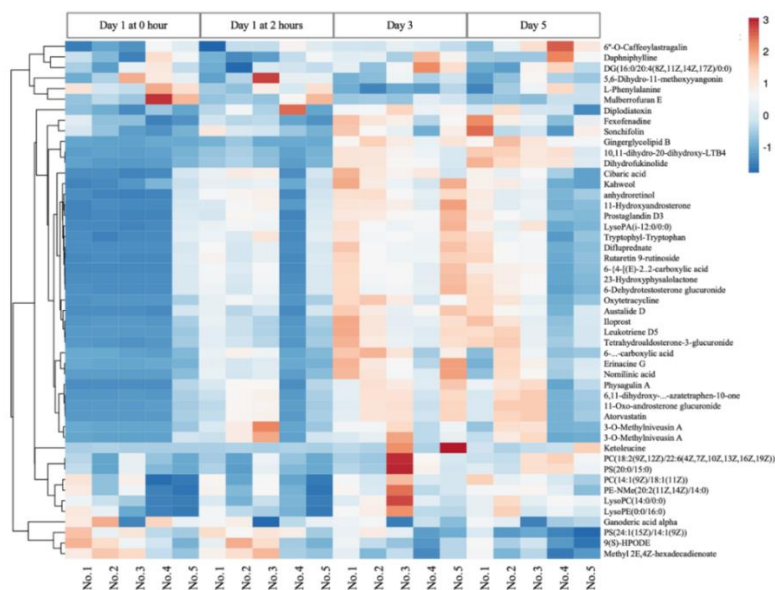 Day 1 at 0 hour Day 1 at 2 hours Day 3 Day 5
3
2
1
0
-1
6"-O-Caffeoylastragalin
Daphniphylline
DG(16:0/20:4(8Z,11Z,14Z,17Z)/0:0)
5,6-Dihydro-11-methoxyyangonin
L-Phenylalanine
Mulberrofuran E
Diplodiatoxin
Fexofenadine
Sonchifolin
Gingerglycolipid B
10,11-dihydro-20-dihydroxy-LTB4
Dihydrofukinolide
Cibaric acid
Kahweol
anhydroretinol
11-Hydroxyandrosterone
Prostaglandin D3
LysoPA(i-12:0/0:0)
Tryptophyl-Tryptophan
Difluprednate
Rutaretin 9-rutinoside
6-{4-[(E)-2..2-carboxylic acid
23-Hydroxyphysalolactone
6-Dehydrotestosterone glucuronide
Oxytetracycline
Austalide D
Iloprost
Leukotriene D5
Tetrahydroaldosterone-3-glucuronide
6-...-carboxylic acid
Erinacine G
Nomilinic acid
Physagulin A
6,11-dihydroxy-...-azatetraphen-10-one
11-Oxo-androsterone glucuronide
Atorvastatin
3-O-Methylniveusin A
3-O-Methylniveusin A
Ketoleucine
PC(18:2(9Z,12Z)/22:6(4Z,7Z,10Z,13Z,16Z,19Z))
PS(20:0/15:0)
PC(14:1(9Z)/18:1(11Z))
PE-NMe(20:2(11Z,14Z)/14:0)
LysoPC(14:0/0:0)
LysoPE(0:0/16:0)
Ganoderic acid alpha
PS(24:1(15Z)/14:1(9Z))
9(S)-HPODE
Methyl 2E,4Z-hexadecadienoate
No.1 No.2 No.3 No.4 No.5 No.1 No.2 No.3 No.4 No.5 No.1 No.2 No.3 No.4 No.5 No.1 No.2 No.3 No.4 No.5